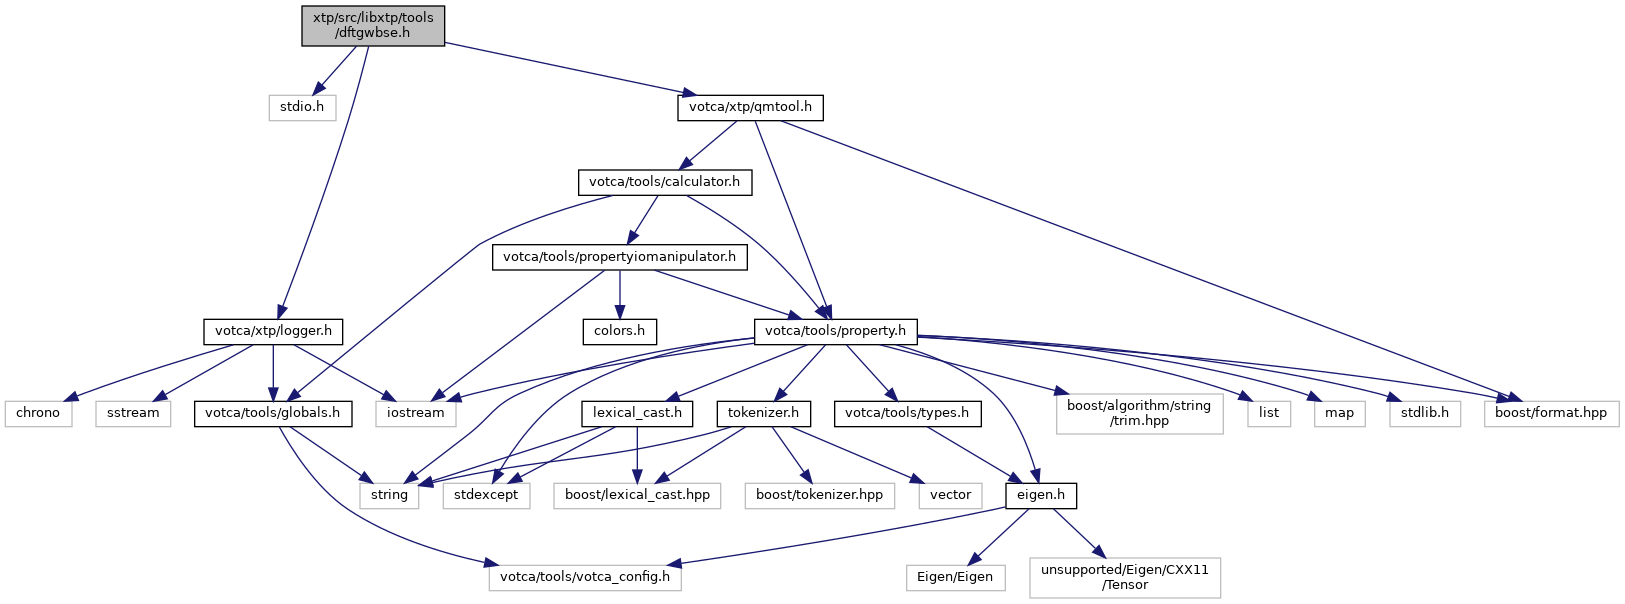 xtp/src/libxtp/tools
/dftgwbse.h
stdio.h
votca/xtp/qmtool.h
votca/tools/calculator.h
votca/tools/propertyiomanipulator.h
votca/xtp/logger.h
colors.h
votca/tools/property.h
chrono
sstream
votca/tools/globals.h
iostream
lexical_cast.h
tokenizer.h
votca/tools/types.h
boost/algorithm/string
/trim.hpp
list
map
stdlib.h
boost/format.hpp
string
stdexcept
boost/lexical_cast.hpp
boost/tokenizer.hpp
vector
eigen.h
votca/tools/votca_config.h
Eigen/Eigen
unsupported/Eigen/CXX11
/Tensor